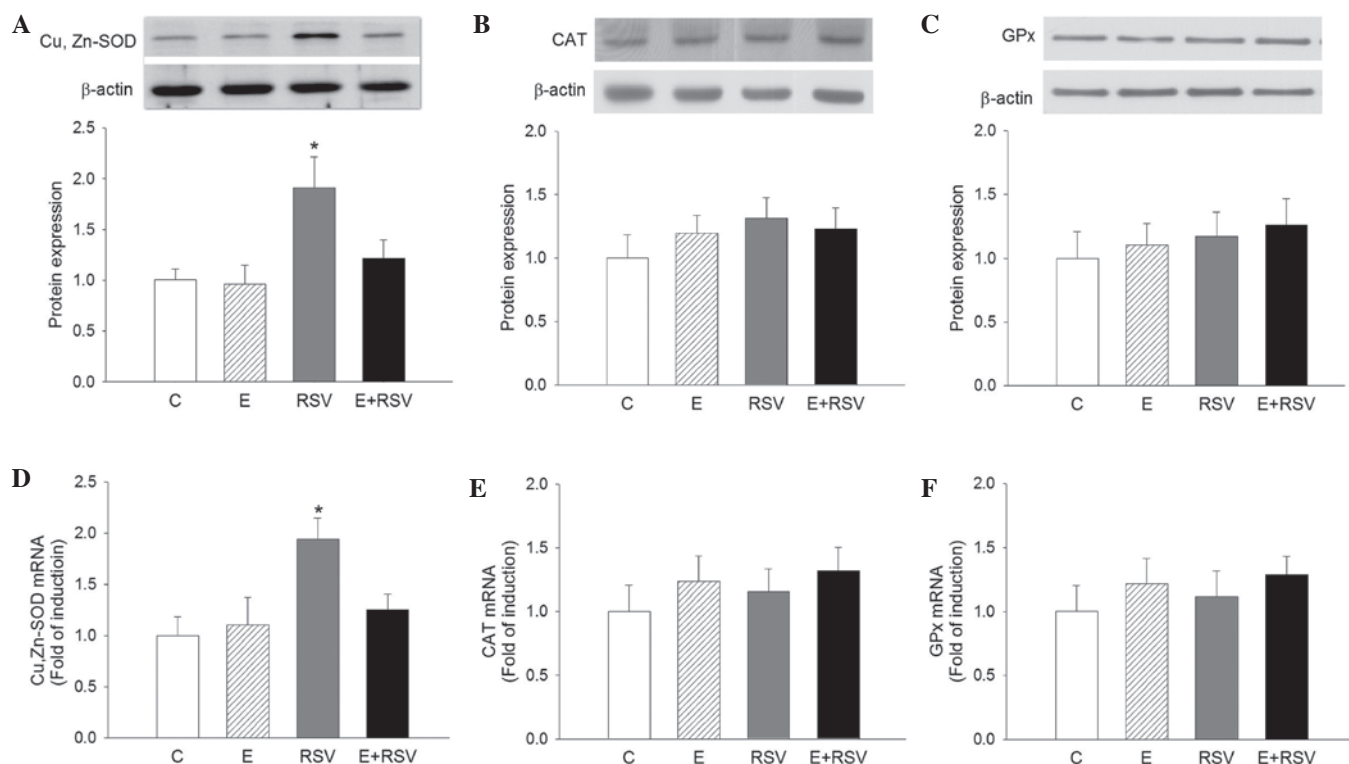 A
Cu, Zn-SOD
β-actin
2.5
2.0
1.5
1.0
0.5
0.0
Protein expression
*
C E RSV E+RSV
B
CAT
β-actin
2.0
1.5
1.0
0.5
0.0
Protein expression
C E RSV E+RSV
C
GPx
β-actin
2.0
1.5
1.0
0.5
0.0
Protein expression
C E RSV E+RSV
D
2.5
2.0
1.5
1.0
0.5
0.0
Cu,Zn-SOD mRNA
(Fold of inductioin)
*
C E RSV E+RSV
E
2.0
1.5
1.0
0.5
0.0
CAT mRNA
(Fold of induction)
C E RSV E+RSV
F
2.0
1.5
1.0
0.5
0.0
GPx mRNA
(Fold of induction)
C E RSV E+RSV